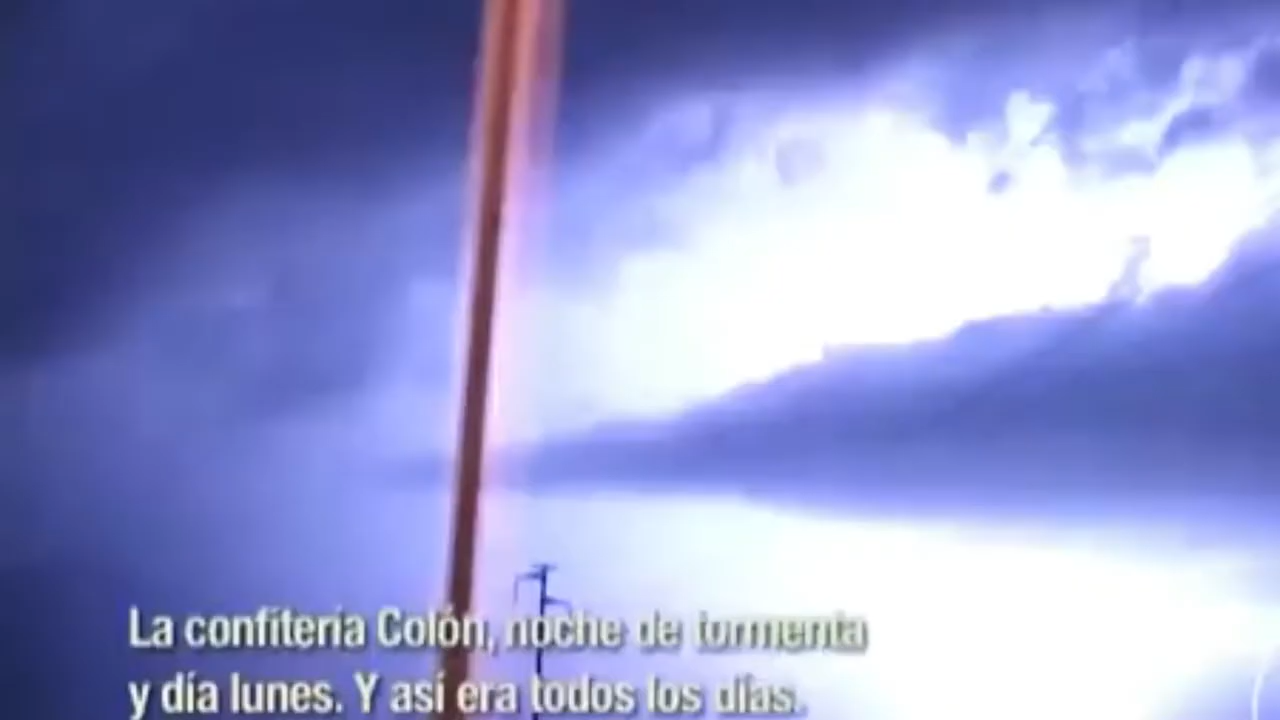 La confitería Colón, noche de tormenta
y día lunes. Y así era todos los días.